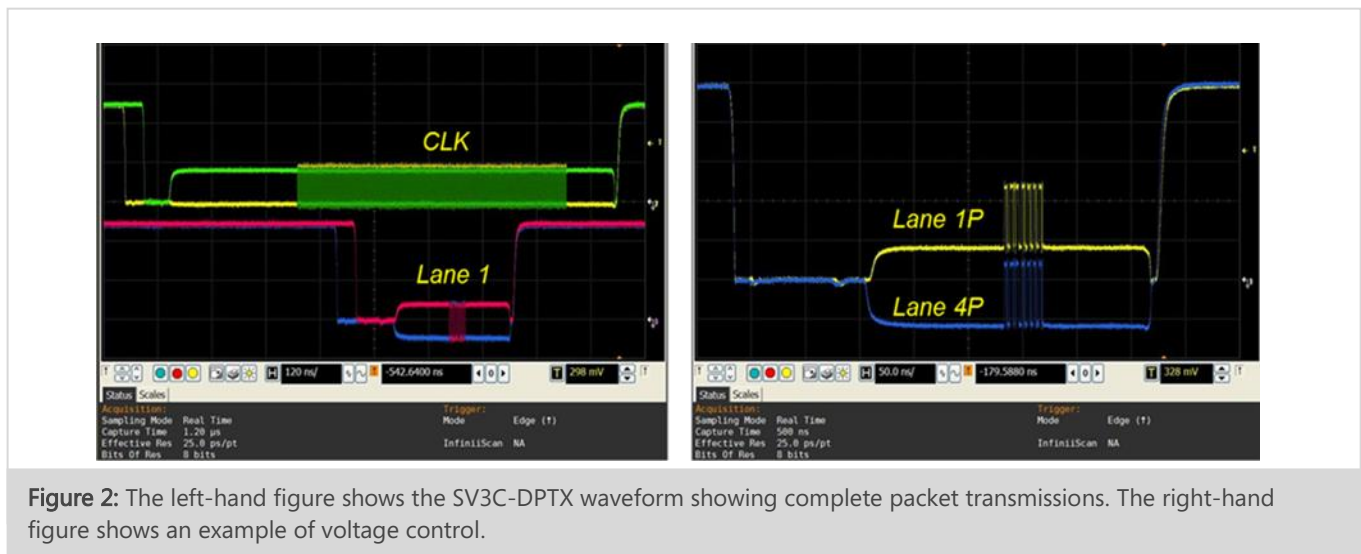 CLK
Lane 1
H 120 ns/ T -542.6400 ns 0 T 298 mV
Status Scales
Acquisition: Trigger:
Sampling Mode Real Time Mode Edge (↑)
Capture Time 1.20 µs
Effective Res 25.0 ps/pt InfiniiScan NA
Bits Of Res 8 bits
Lane 1P
Lane 4P
H 50.0 ns/ T -179.5880 ns 0 T 328 mV
Status Scales
Acquisition: Trigger:
Sampling Mode Real Time Mode Edge (↑)
Capture Time 500 ns
Effective Res 25.0 ps/pt InfiniiScan NA
Bits Of Res 8 bits
Figure 2: The left-hand figure shows the SV3C-DPTX waveform showing complete packet transmissions. The right-hand
figure shows an example of voltage control.